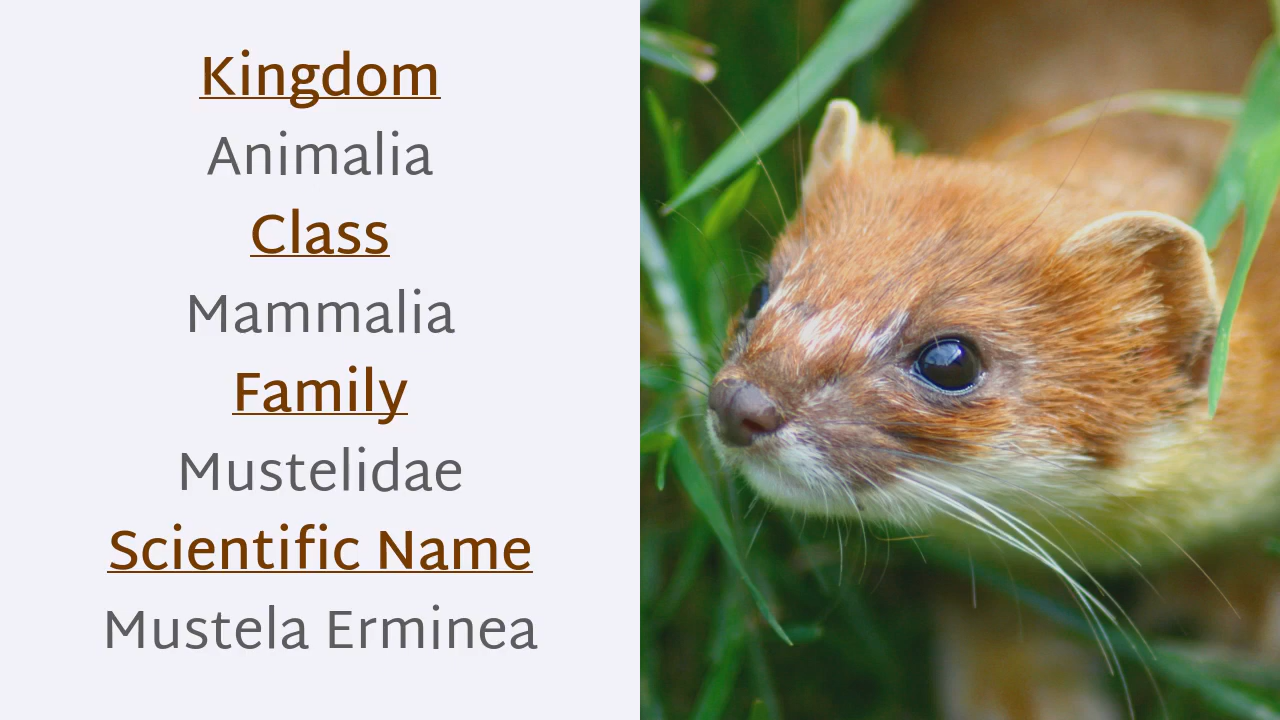 Kingdom
Animalia
Class
Mammalia
Family
Mustelidae
Scientific Name
Mustela Erminea